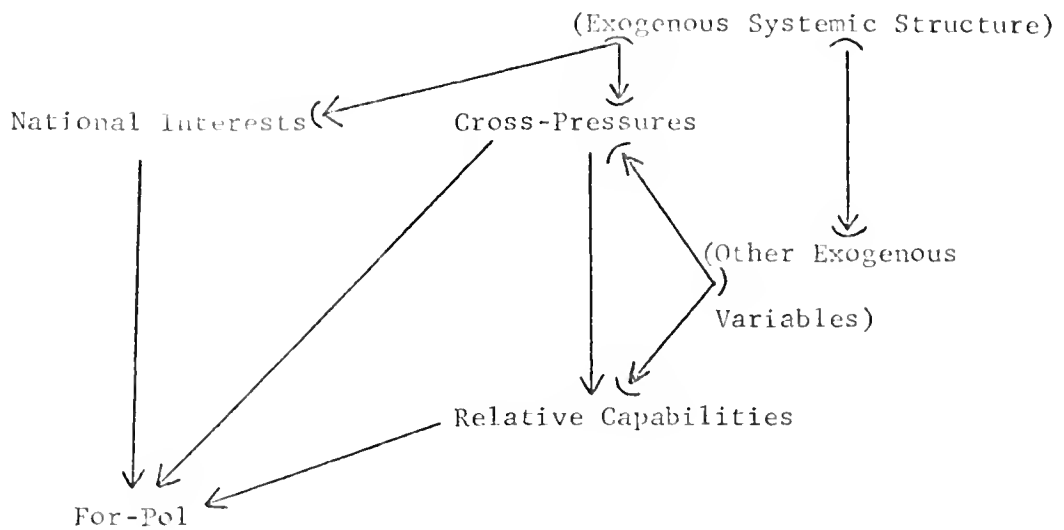 (Exogenous Systemic Structure)
National Interests
Cross-Pressures
(Other Exogenous
Variables)
Relative Capabilities
For-Pol